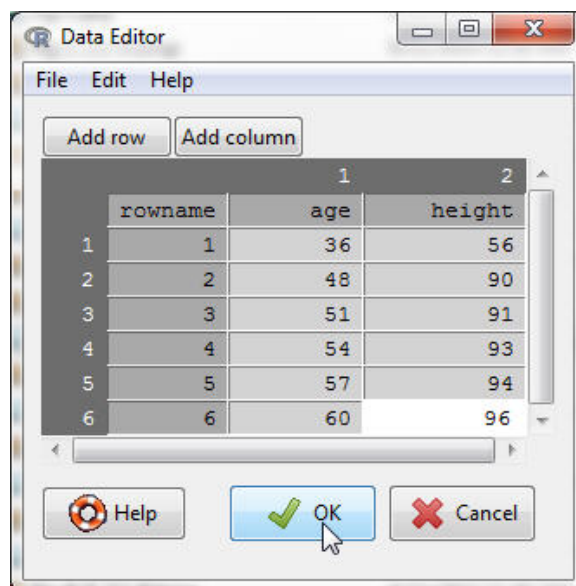 Data Editor
File Edit Help
Add row Add column
1 2
rowname age height
1 1 36 56
2 2 48 90
3 3 51 91
4 4 54 93
5 5 57 94
6 6 60 96
Help OK Cancel